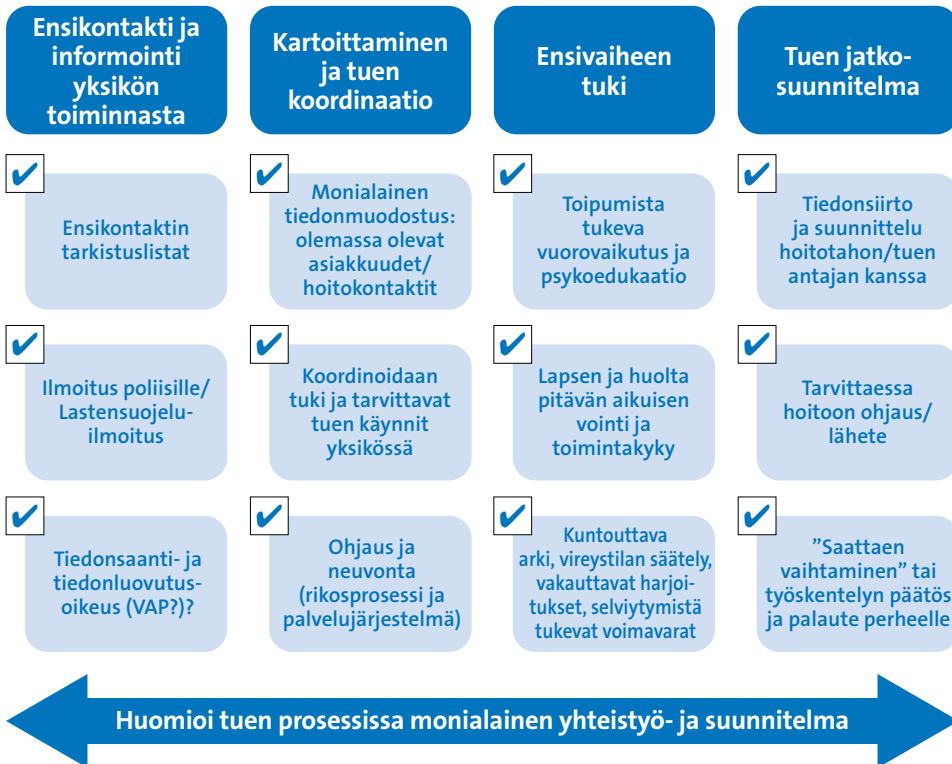 Ensikontakti ja
informointi
yksikön
toiminnasta
Kartoittaminen
ja tuen
koordinaatio
Ensivaiheen
tuki
Tuen jatko-
suunnitelma
Ensikontaktin
tarkistuslistat
Monialainen
tiedonmuodostus:
olemassa olevat
asiakkuudet/
hoitokontaktit
Toipumista
tukeva
vuorovaikutus ja
psykoedukaatio
Tiedonsiirto
ja suunnittelu
hoitotahon/tuen
antajan kanssa
Ilmoitus poliisille/
Lastensuojelu-
ilmoitus
Koordinoidaan
tuki ja tarvittavat
tuen käynnit
yksikössä
Lapsen ja huolta
pitävän aikuisen
vointi ja
toimintakyky
Tarvittaessa
hoitoon ohjaus/
lähete
Tiedonsaanti- ja
tiedonluovutus-
oikeus (VAP?)?
Ohjaus ja
neuvonta
(rikosprosessi ja
palvelujärjestelmä)
Kuntouttava
arki, vireystilan säätely,
vakauttavat harjoi-
tukset, selviytymistä
tukevat voimavarat
”Saattaen
vaihtaminen” tai
työskentelyn päätös
ja palaute perheelle
Huomioi tuen prosessissa monialainen yhteistyö- ja suunnitelma